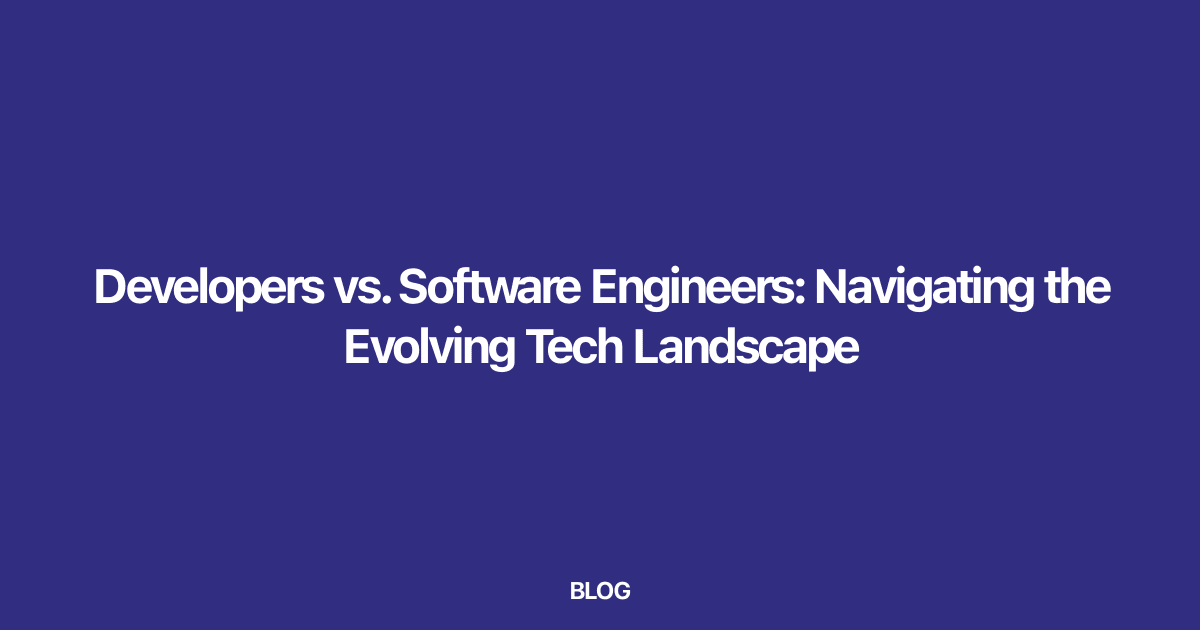 Developers vs. Software Engineers: Navigating the
Evolving Tech Landscape
BLOG